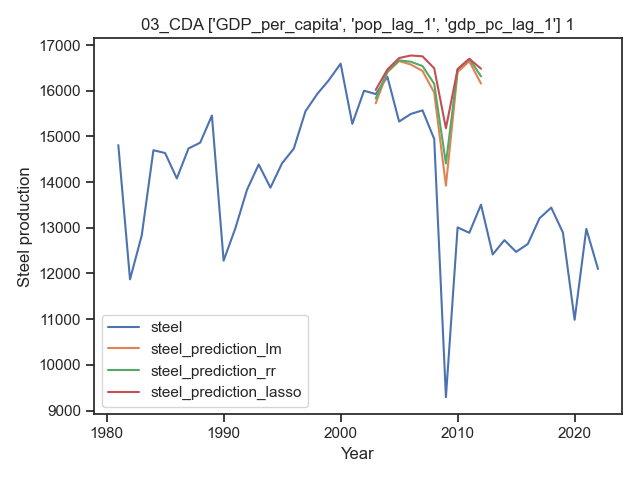 03_CDA ['GDP_per_capita', 'pop_lag_1', 'gdp_pc_lag_1'] 1
17000
16000
15000
14000
13000
12000
11000
10000
9000
Steel production
steel
steel_prediction_lm
steel_prediction_rr
steel_prediction_lasso
1980
1990
2000
2010
2020
Year